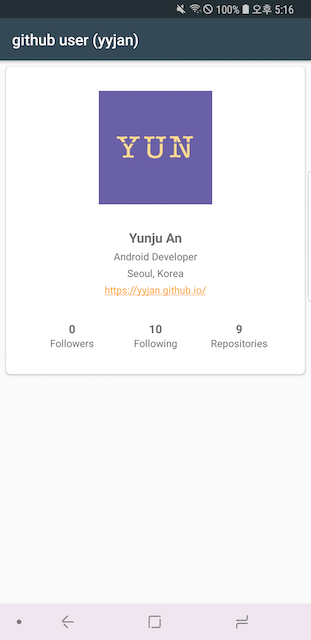 100% 오후 5:16
github user (yyjan)
YUN
Yunju An
Android Developer
Seoul, Korea
https://yyjan.github.io/
0 10 9
Followers Following Repositories